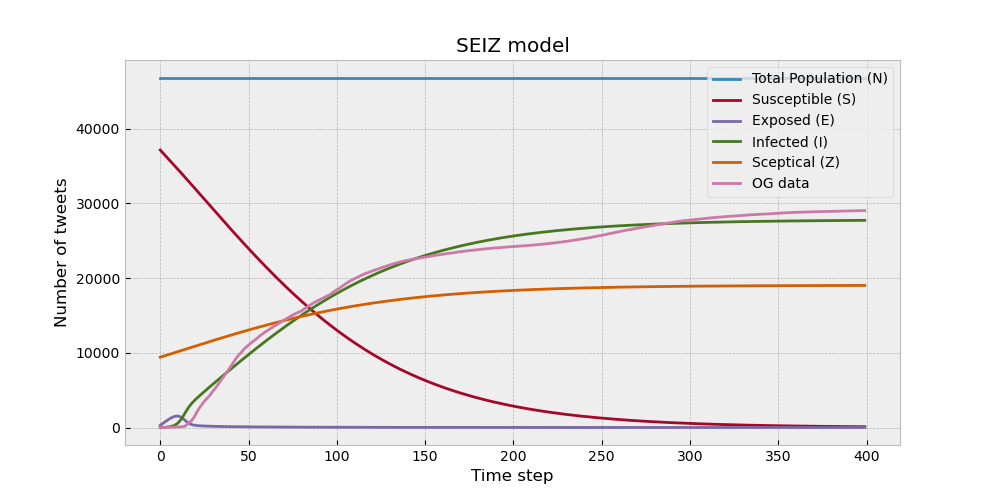 SEIZ model
Number of tweets
40000
30000
20000
10000
0
0 50 100 150 200 250 300 350 400
Time step
Total Population (N)
Susceptible (S)
Exposed (E)
Infected (I)
Sceptical (Z)
OG data